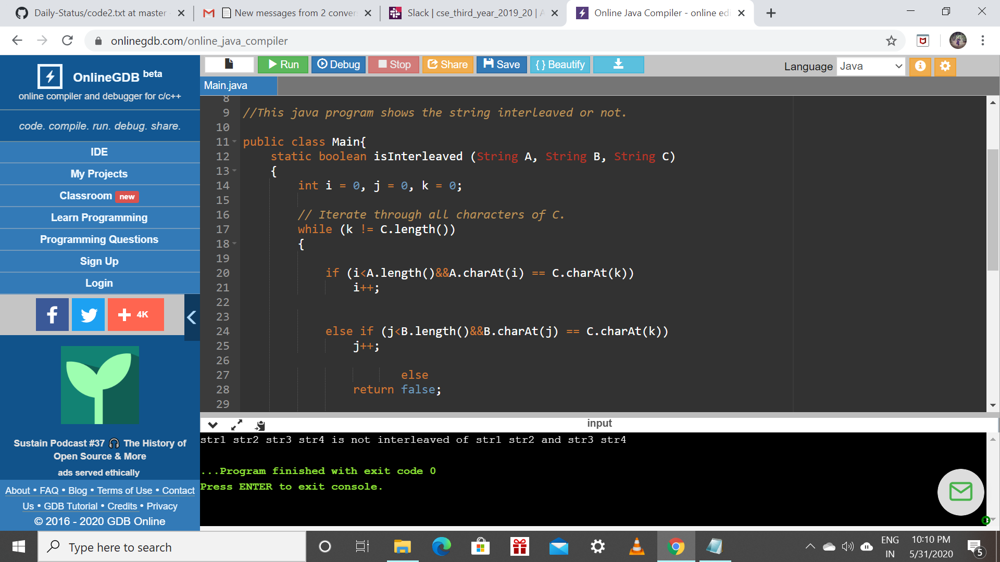 Daily-Status/code2.txt at master
New messages from 2 conver
Slack | cse_third_year_2019_20 | A
Online Java Compiler - online edi
onlinegdb.com/online_java_compiler
OnlineGDB beta
online compiler and debugger for c/c++
code. compile. run. debug. share.
IDE
My Projects
Classroom new
Learn Programming
Programming Questions
Sign Up
Login
f
+ 4K
Sustain Podcast #37 🎧 The History of
Open Source & More
ads served ethically
About • FAQ • Blog • Terms of Use • Contact
Us • GDB Tutorial • Credits • Privacy
© 2016 - 2020 GDB Online
Run Debug Stop Share Save { } Beautify
Language Java
Main.java
8
9 //This java program shows the string interleaved or not.
10
11 public class Main{
12 static boolean isInterleaved (String A, String B, String C)
13 {
14 int i = 0, j = 0, k = 0;
15
16 // Iterate through all characters of C.
17 while (k != C.length())
18 {
19
20 if (i<A.length()&&A.charAt(i) == C.charAt(k))
21 i++;
22
23
24 else if (j<B.length()&&B.charAt(j) == C.charAt(k))
25 j++;
26
27 else
28 return false;
29
input
str1 str2 str3 str4 is not interleaved of str1 str2 and str3 str4
...Program finished with exit code 0
Press ENTER to exit console.
Type here to search
ENG
IN
10:10 PM
5/31/2020
5